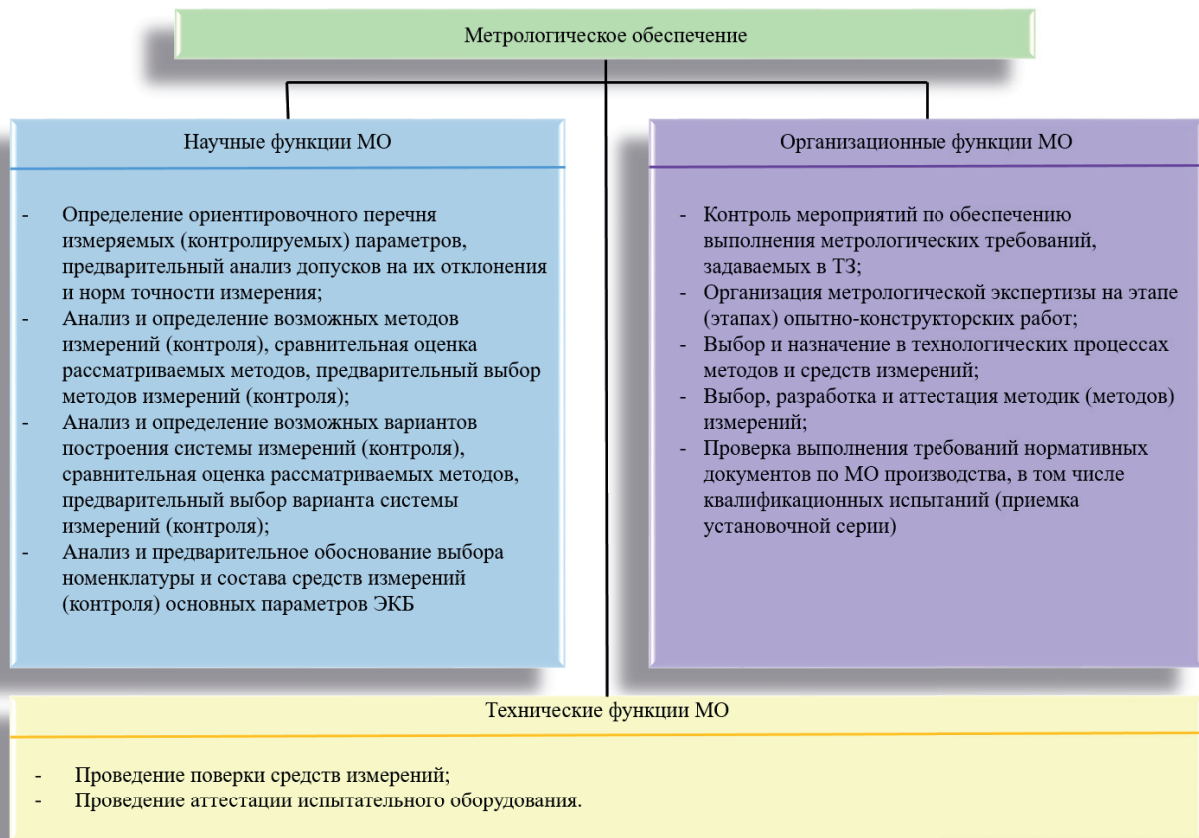 Метрологическое обеспечение
Научные функции МО
- Определение ориентировочного перечня
измеряемых (контролируемых) параметров,
предварительный анализ допусков на их отклонения
и норм точности измерения;
- Анализ и определение возможных методов
измерений (контроля), сравнительная оценка
рассматриваемых методов, предварительный выбор
методов измерений (контроля);
- Анализ и определение возможных вариантов
построения системы измерений (контроля),
сравнительная оценка рассматриваемых методов,
предварительный выбор варианта системы
измерений (контроля);
- Анализ и предварительное обоснование выбора
номенклатуры и состава средств измерений
(контроля) основных параметров ЭКБ
Организационные функции МО
- Контроль мероприятий по обеспечению
выполнения метрологических требований,
задаваемых в ТЗ;
- Организация метрологической экспертизы на этапе
(этапах) опытно-конструкторских работ;
- Выбор и назначение в технологических процессах
методов и средств измерений;
- Выбор, разработка и аттестация методик (методов)
измерений;
- Проверка выполнения требований нормативных
документов по МО производства, в том числе
квалификационных испытаний (приемка
установочной серии)
Технические функции МО
- Проведение поверки средств измерений;
- Проведение аттестации испытательного оборудования.